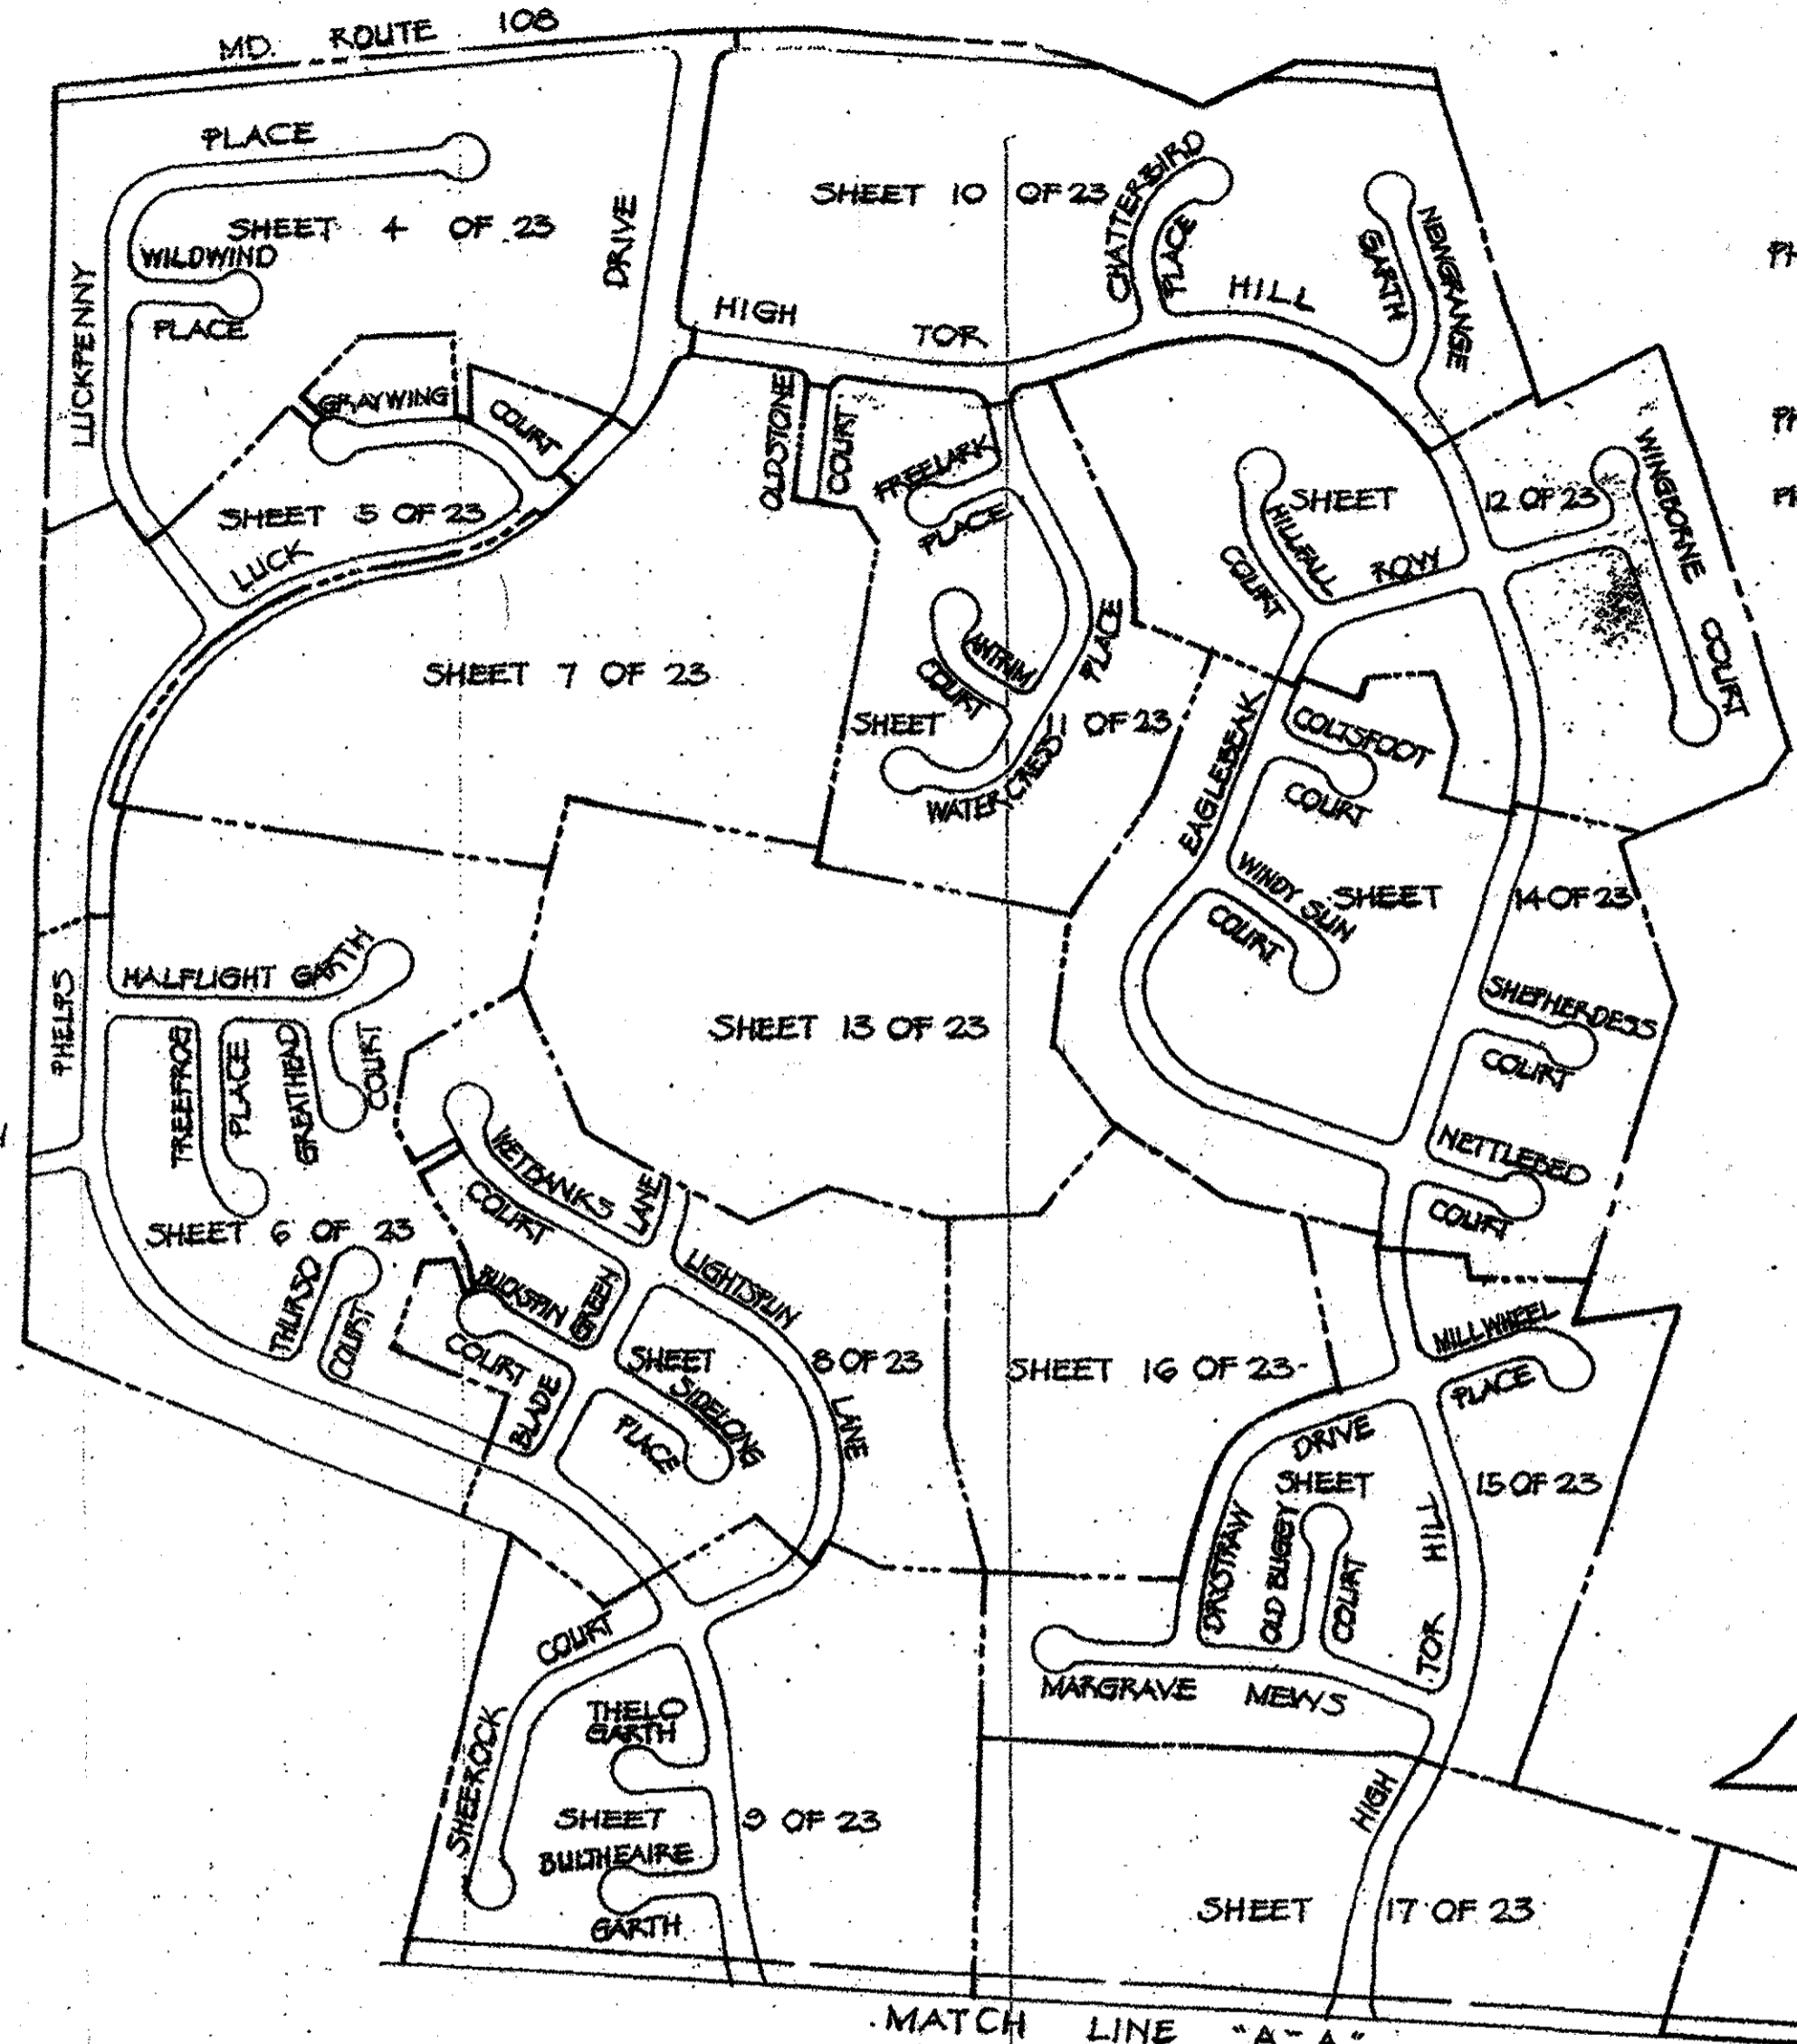 MD. ROUTE 108
PLACE
SHEET 4 OF 23
WILDWIND
PLACE
LUCKPENNY
DRIVE
SHEET 10 OF 23
CHATTERBIRD
PLACE
NEWGRANGE
GARTH
HIGH TOR HILL
GRAYWING
COURT
SHEET 5 OF 23
LUCK
OLDSTONE
COURT
FREELARK
PLACE
SHEET 12 OF 23
HILLFALL
COURT
ROW
WINGBORNE COURT
PH
PH
PH
SHEET 7 OF 23
ANTRIM
COURT
PLACE
SHEET 11 OF 23
WATERCRESS
EAGLEBEAK
COLTSFOOT
COURT
WINDY SUN
COURT
SHEET 14 OF 23
PHELPS
HALFLIGHT GARTH
TREEFROG
PLACE
GREATHEAD
COURT
SHEET 13 OF 23
SHEPHERDESS
COURT
NETTLEBED
COURT
WETBANKS
COURT
LANE
SHEET 6 OF 23
THURSO
COURT
BUCKSPIN
COURT
GREEN
BLADE
LIGHTSPUN
LANE
SHEET 8 OF 23
SIDELONG
PLACE
SHEET 16 OF 23
MILLWHEEL
PLACE
DRIVE
SHEET 15 OF 23
DRYSTRAW
OLD BUGGY
COURT
HILL
TOR
COURT
SHEEROCK
THELO
GARTH
MARGRAVE MEWS
SHEET 9 OF 23
BUILTHEAIRE
GARTH
HIGH
SHEET 17 OF 23
MATCH LINE "A-A"